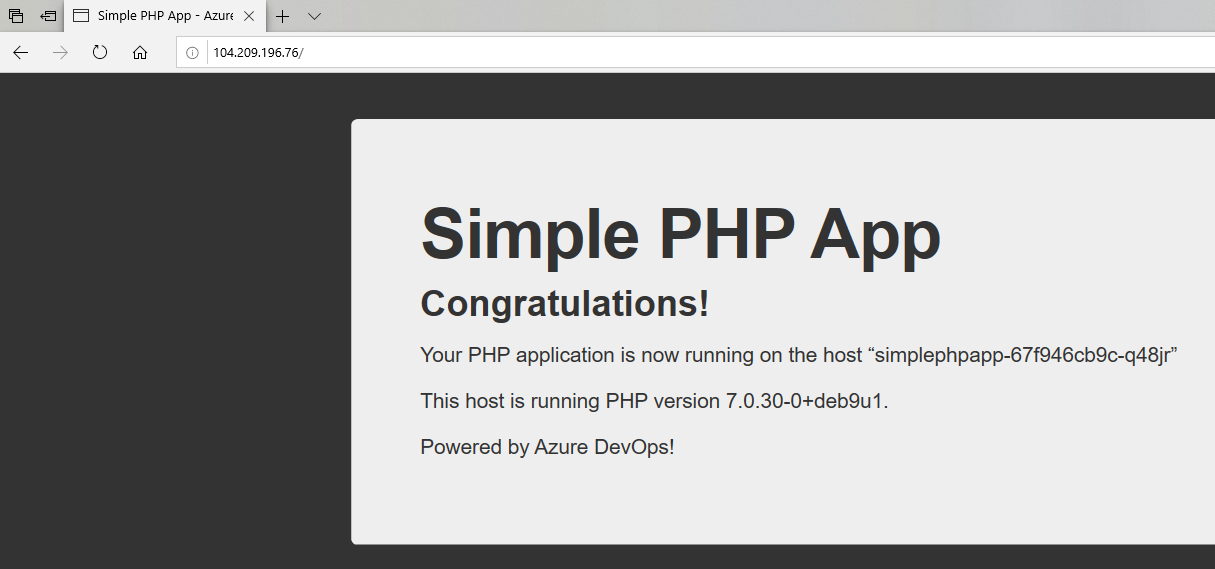 Simple PHP App - Azure
104.209.196.76/
Simple PHP App
Congratulations!
Your PHP application is now running on the host “simplephpapp-67f946cb9c-q48jr”
This host is running PHP version 7.0.30-0+deb9u1.
Powered by Azure DevOps!